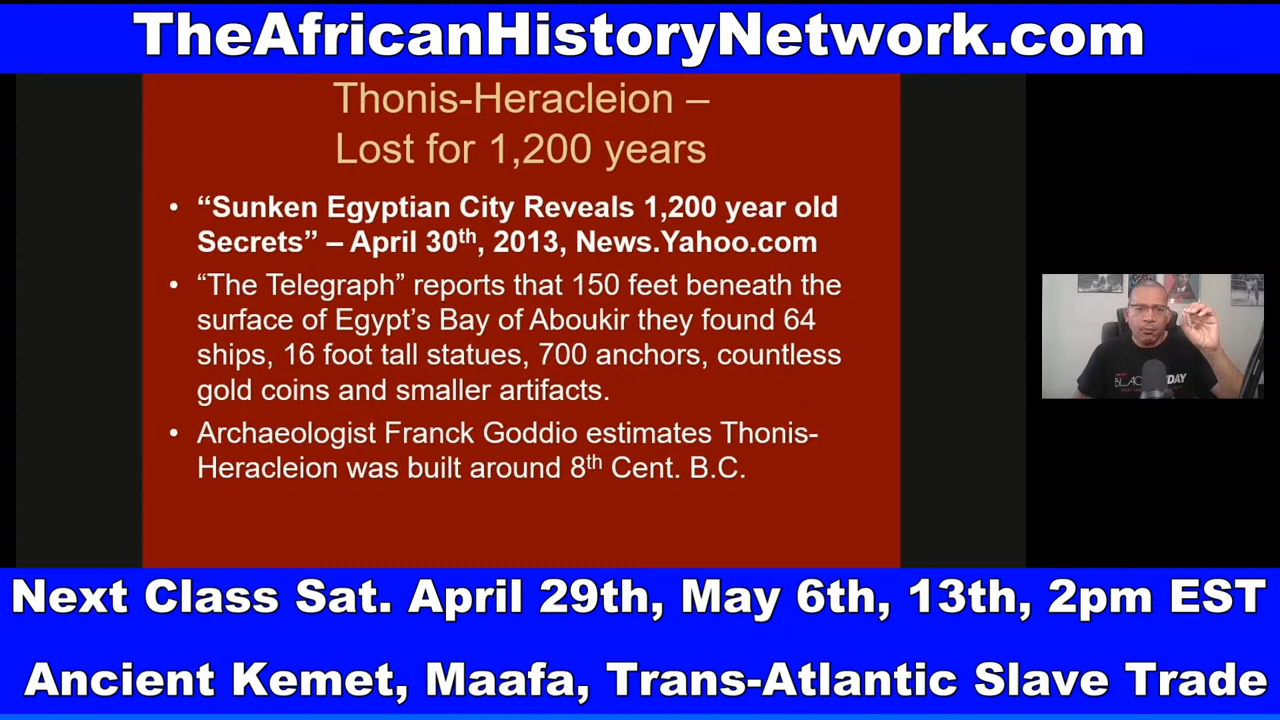 TheAfricanHistoryNetwork.com
Thonis-Heracleion –
Lost for 1,200 years
• “Sunken Egyptian City Reveals 1,200 year old
Secrets” – April 30th, 2013, News.Yahoo.com
• “The Telegraph” reports that 150 feet beneath the
surface of Egypt’s Bay of Aboukir they found 64
ships, 16 foot tall statues, 700 anchors, countless
gold coins and smaller artifacts.
• Archaeologist Franck Goddio estimates Thonis-
Heracleion was built around 8th Cent. B.C.
Next Class Sat. April 29th, May 6th, 13th, 2pm EST
Ancient Kemet, Maafa, Trans-Atlantic Slave Trade